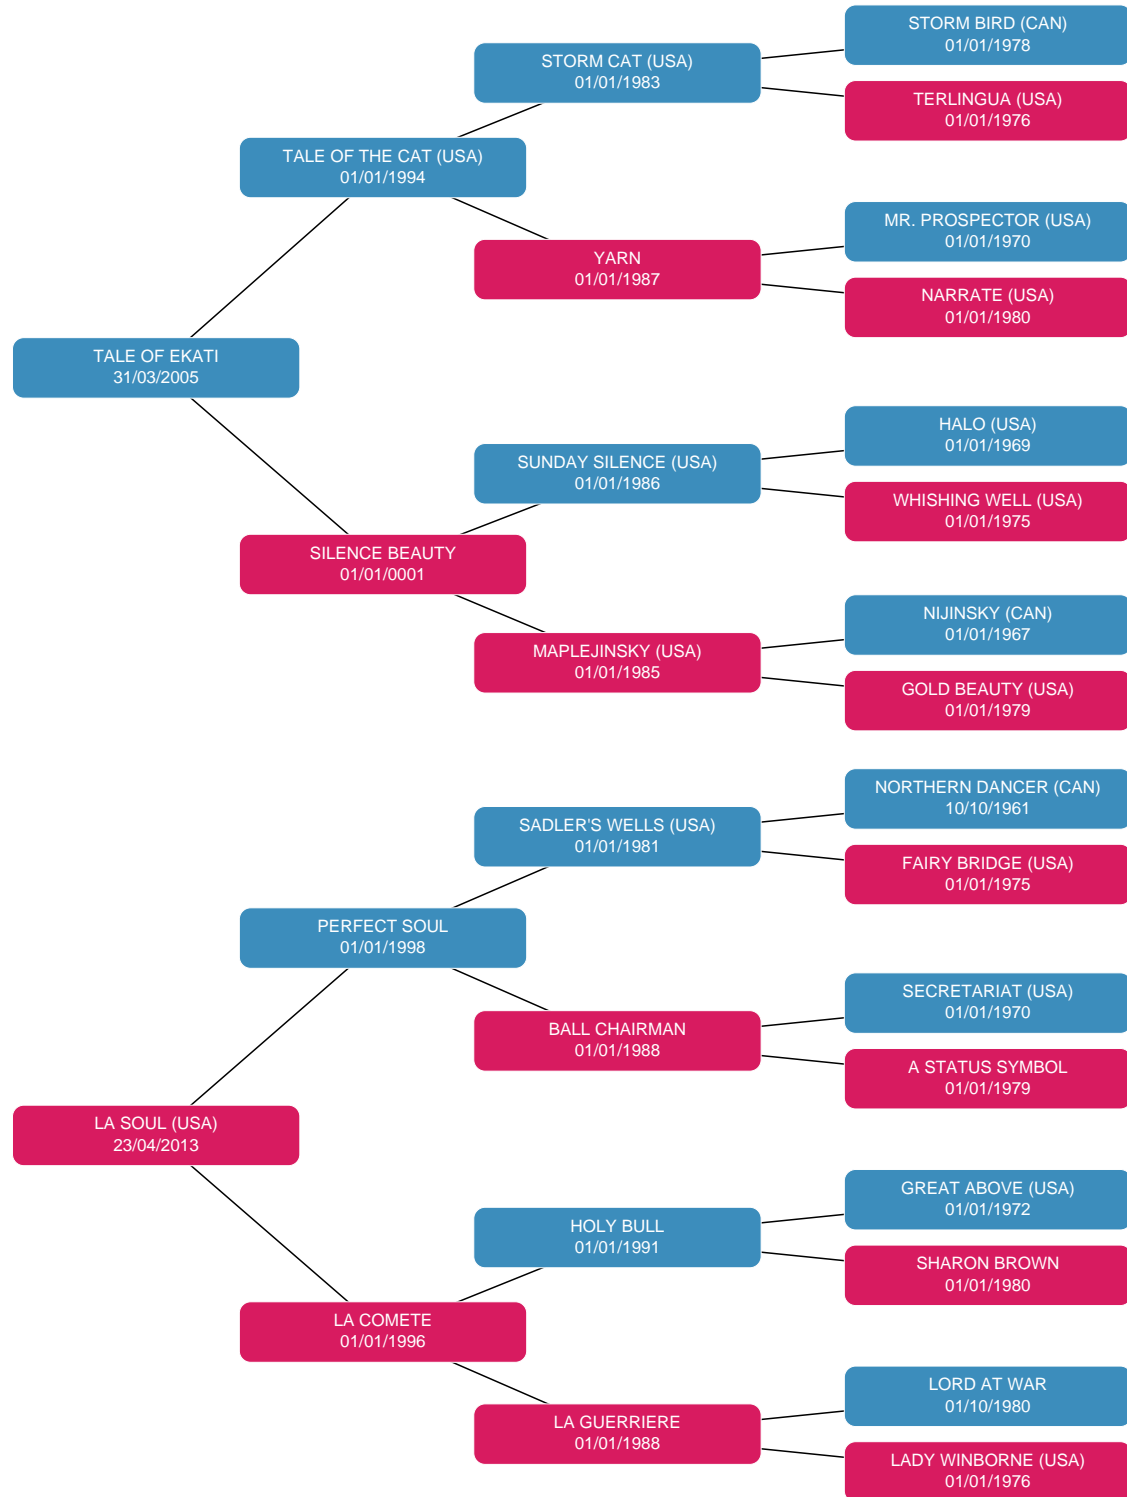 STORM BIRD (CAN)
01/01/1978
STORM CAT (USA)
01/01/1983
TERLINGUA (USA)
01/01/1976
TALE OF THE CAT (USA)
01/01/1994
MR. PROSPECTOR (USA)
01/01/1970
YARN
01/01/1987
NARRATE (USA)
01/01/1980
TALE OF EKATI
31/03/2005
HALO (USA)
01/01/1969
SUNDAY SILENCE (USA)
01/01/1986
WHISHING WELL (USA)
01/01/1975
SILENCE BEAUTY
01/01/0001
NIJINSKY (CAN)
01/01/1967
MAPLEJINSKY (USA)
01/01/1985
GOLD BEAUTY (USA)
01/01/1979
NORTHERN DANCER (CAN)
10/10/1961
SADLER'S WELLS (USA)
01/01/1981
FAIRY BRIDGE (USA)
01/01/1975
PERFECT SOUL
01/01/1998
SECRETARIAT (USA)
01/01/1970
BALL CHAIRMAN
01/01/1988
A STATUS SYMBOL
01/01/1979
LA SOUL (USA)
23/04/2013
GREAT ABOVE (USA)
01/01/1972
HOLY BULL
01/01/1991
SHARON BROWN
01/01/1980
LA COMETE
01/01/1996
LORD AT WAR
01/10/1980
LA GUERRIERE
01/01/1988
LADY WINBORNE (USA)
01/01/1976